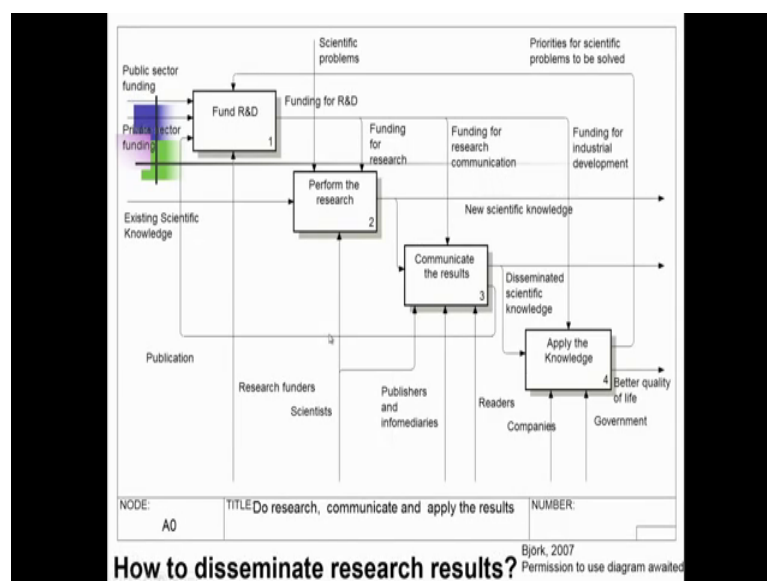 Scientific
problems
Priorities for scientific
problems to be solved
Public sector
funding
Fund R&D
1
Funding for R&D
Private sector
funding
Funding
for
research
Funding for
research
communication
Funding for
industrial
development
Perform the
research
2
Existing Scientific
Knowledge
New scientific knowledge
Communicate
the results
3
Disseminated
scientific
knowledge
Apply the
Knowledge
4
Publication
Research funders
Scientists
Publishers
and
infomediaries
Readers
Companies
Government
Better quality
of life
NODE:
A0
TITLE: Do research, communicate and apply the results
NUMBER:
How to disseminate research results?
Björk, 2007
Permission to use diagram awaited